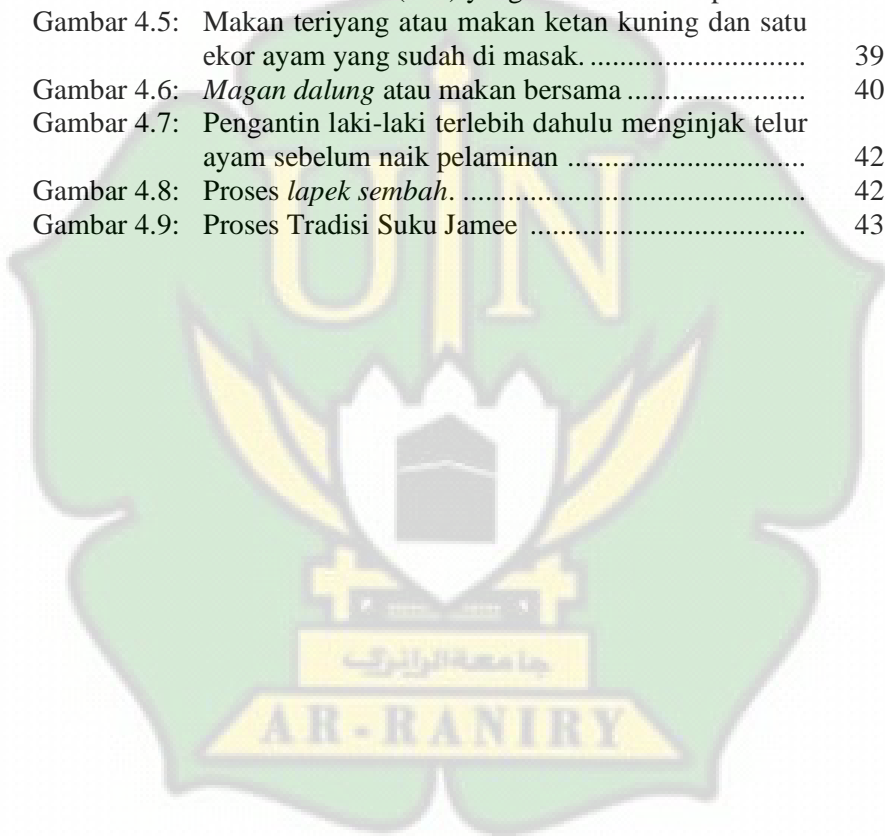 Gambar 4.5: Makan teriyang atau makan ketan kuning dan satu
ekor ayam yang sudah di masak. ............................ 39
Gambar 4.6: Magan dalung atau makan bersama ....................... 40
Gambar 4.7: Pengantin laki-laki terlebih dahulu menginjak telur
ayam sebelum naik pelaminan ............................... 42
Gambar 4.8: Proses lapek sembah. ............................................. 42
Gambar 4.9: Proses Tradisi Suku Jamee .................................... 43
UIN
جامعة الرانري
AR-RANIRY